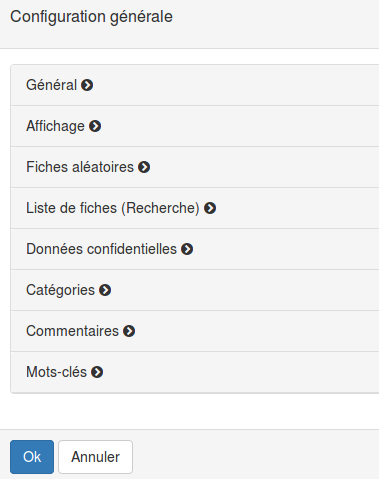 Configuration générale
Général
Affichage
Fiches aléatoires
Liste de fiches (Recherche)
Données confidentielles
Catégories
Commentaires
Mots-clés
Ok
Annuler